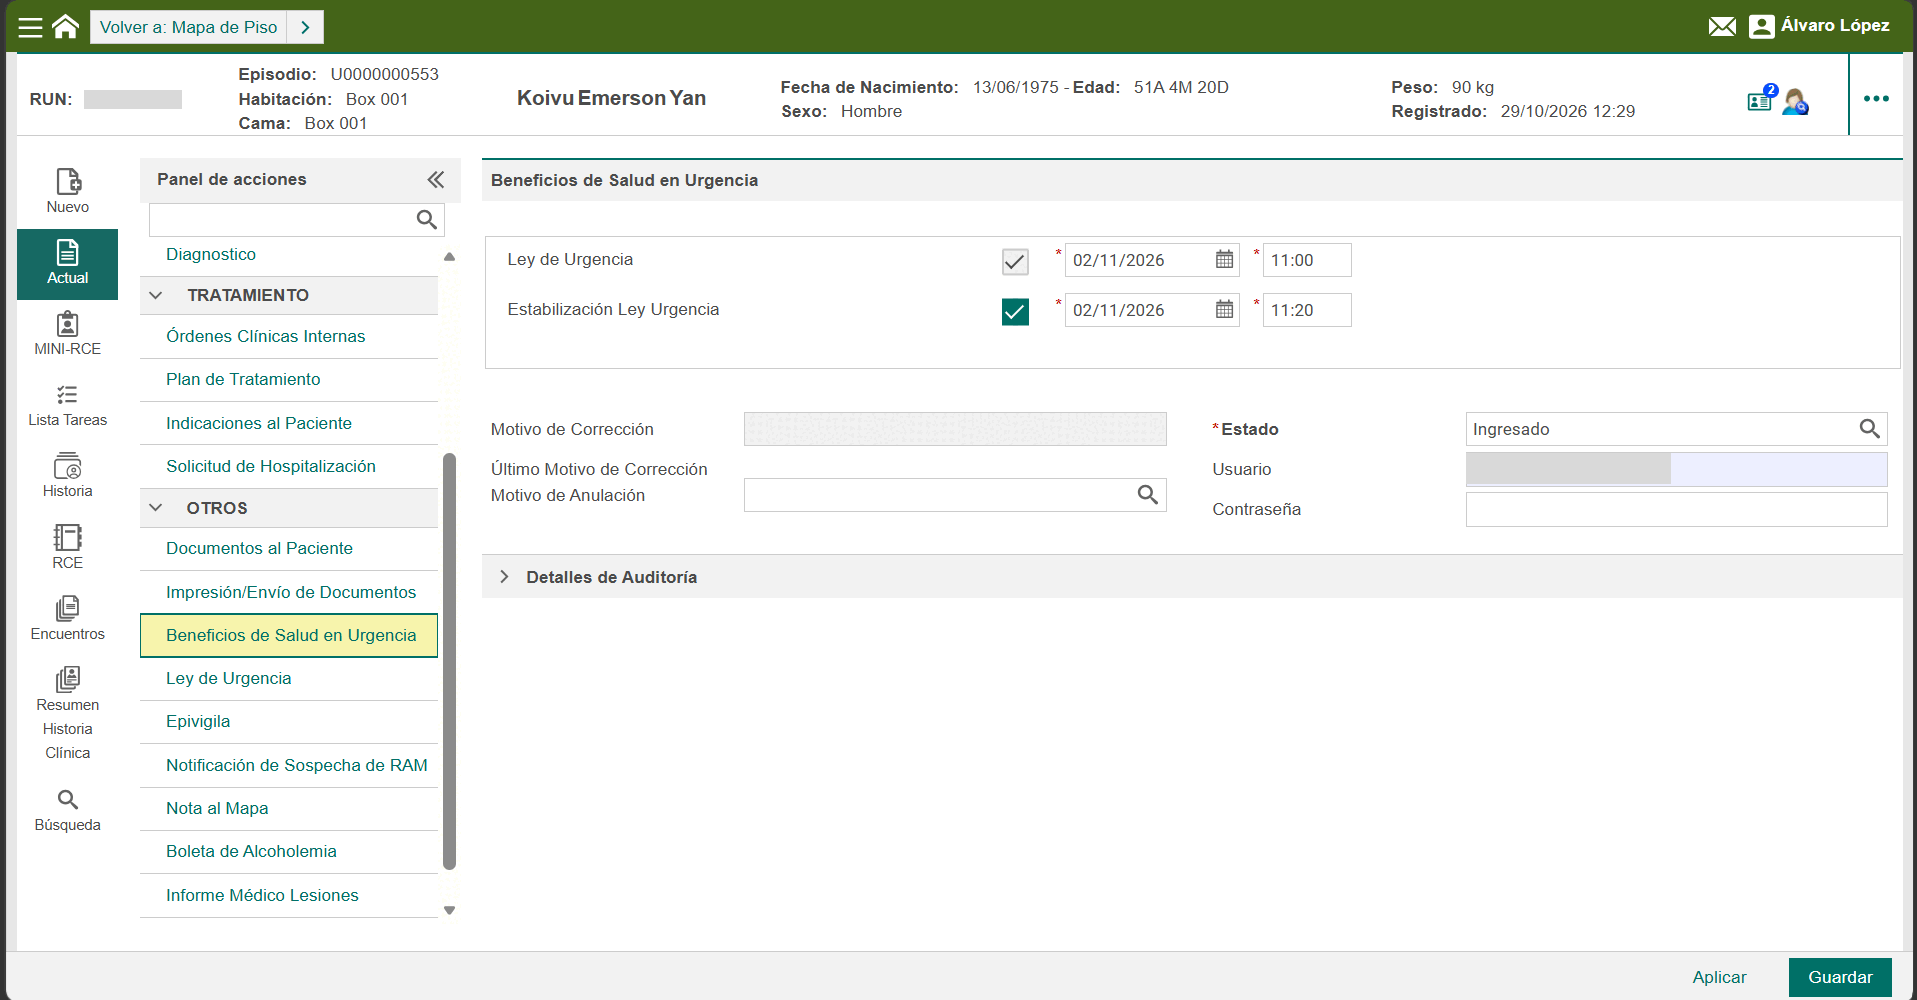 Volver a: Mapa de Piso
Álvaro López
RUN:
Episodio: U0000000553
Habitación: Box 001
Cama: Box 001
Koivu Emerson Yan
Fecha de Nacimiento: 13/06/1975 - Edad: 51A 4M 20D
Sexo: Hombre
Peso: 90 kg
Registrado: 29/10/2026 12:29
2
Nuevo
Actual
MINI-RCE
Lista Tareas
Historia
RCE
Encuentros
Resumen
Historia
Clínica
Búsqueda
Panel de acciones
Diagnostico
TRATAMIENTO
Órdenes Clínicas Internas
Plan de Tratamiento
Indicaciones al Paciente
Solicitud de Hospitalización
OTROS
Documentos al Paciente
Impresión/Envío de Documentos
Beneficios de Salud en Urgencia
Ley de Urgencia
Epivigila
Notificación de Sospecha de RAM
Nota al Mapa
Boleta de Alcoholemia
Informe Médico Lesiones
Beneficios de Salud en Urgencia
Ley de Urgencia * 02/11/2026 * 11:00
Estabilización Ley Urgencia * 02/11/2026 * 11:20
Motivo de Corrección
Último Motivo de Corrección
Motivo de Anulación
*Estado Ingresado
Usuario
Contraseña
Detalles de Auditoría
Aplicar
Guardar